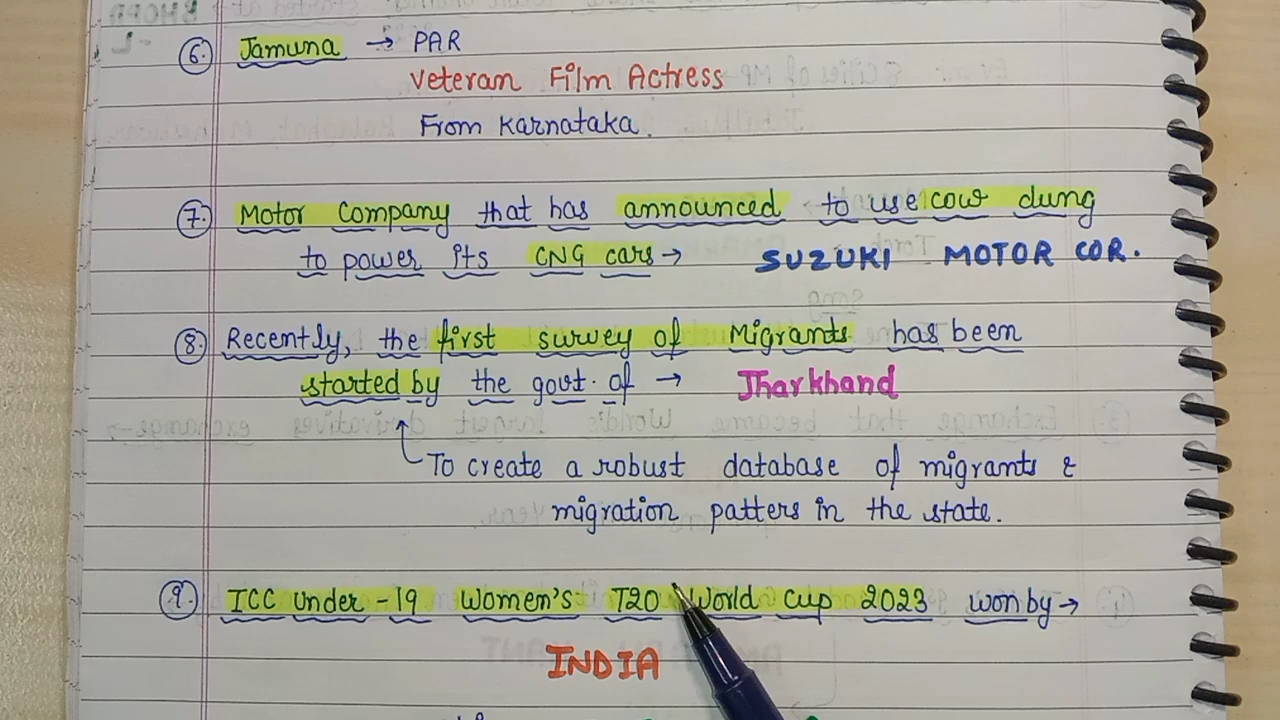 6. Jamuna → PAR
Veteran Film Actress
From Karnataka.
7. Motor Company that has announced to use cow dung
to power its CNG cars → SUZUKI MOTOR COR.
8. Recently, the first survey of Migrants has been
started by the govt. of → Jharkhand
To create a robust database of migrants &
migration patters in the state.
9. ICC Under-19 Women's T20 World Cup 2023 won by →
INDIA